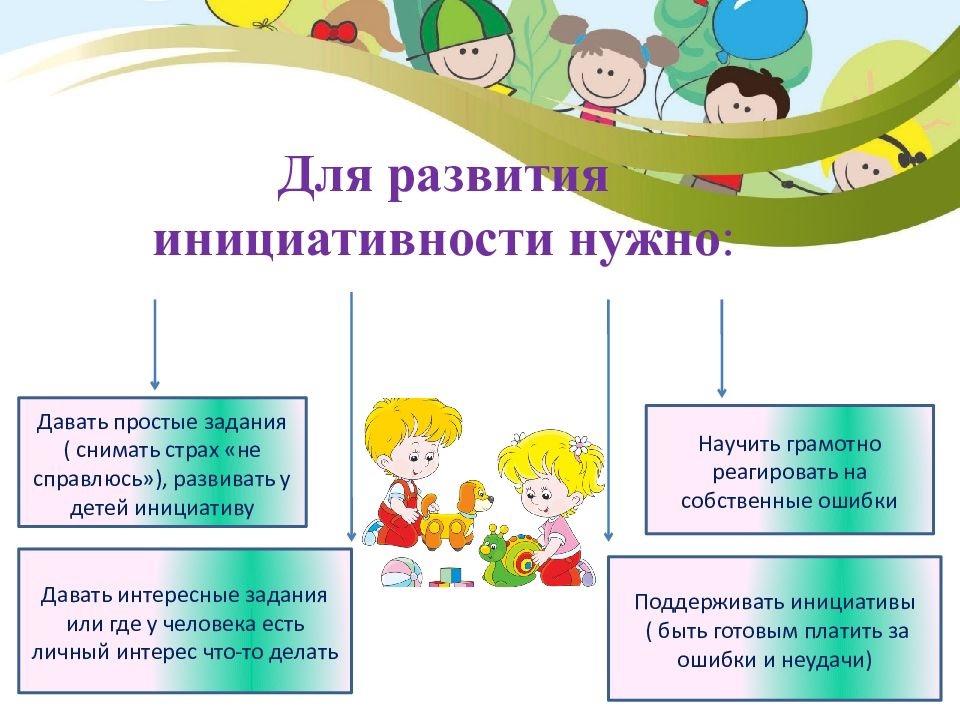 Для развития
инициативности нужно:
Давать простые задания
( снимать страх «не
справлюсь»), развивать у
детей инициативу
Научить грамотно
реагировать на
собственные ошибки
Давать интересные задания
или где у человека есть
личный интерес что-то делать
Поддерживать инициативы
( быть готовым платить за
ошибки и неудачи)